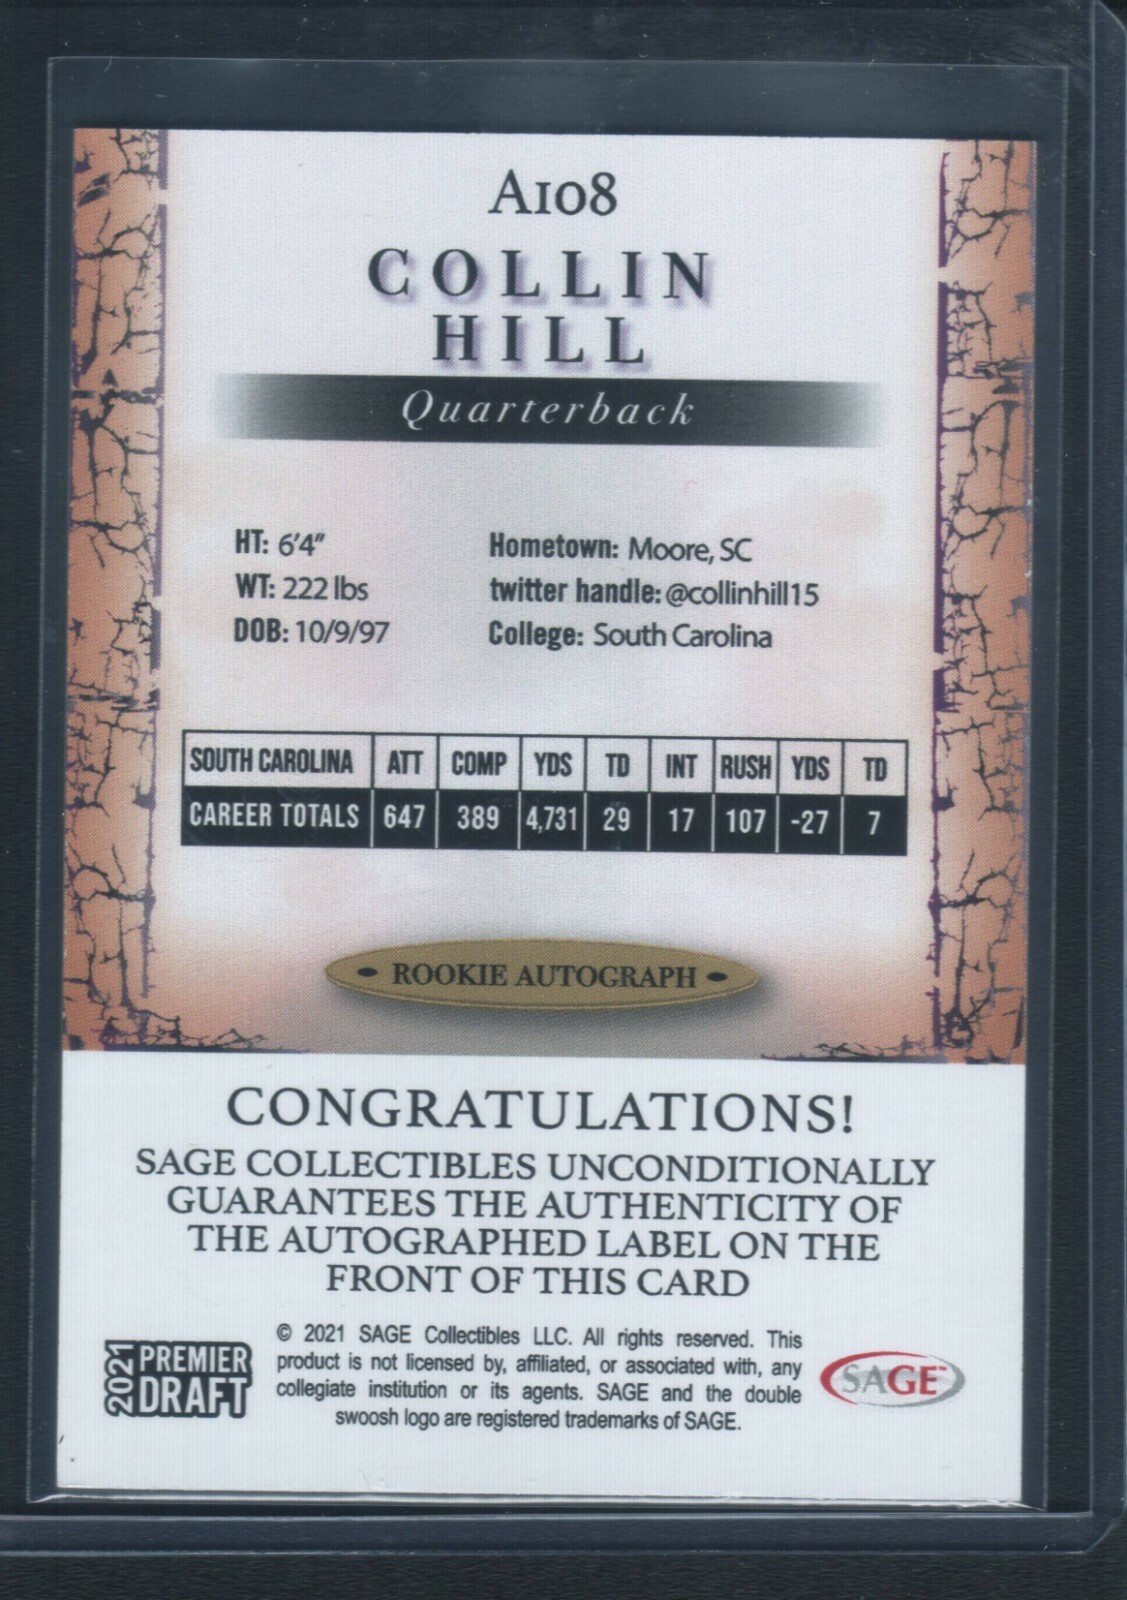 A108
COLLIN
HILL
Quarterback
HT: 6'4" Hometown: Moore, SC
WT: 222 lbs twitter handle: @collinhill15
DOB: 10/9/97 College: South Carolina
SOUTH CAROLINA ATT COMP YDS TD INT RUSH YDS TD
CAREER TOTALS 647 389 4,731 29 17 107 -27 7
• ROOKIE AUTOGRAPH •
CONGRATULATIONS!
SAGE COLLECTIBLES UNCONDITIONALLY
GUARANTEES THE AUTHENTICITY OF
THE AUTOGRAPHED LABEL ON THE
FRONT OF THIS CARD
2021 PREMIER DRAFT
© 2021 SAGE Collectibles LLC. All rights reserved. This
product is not licensed by, affiliated, or associated with, any
collegiate institution or its agents. SAGE and the double
swoosh logo are registered trademarks of SAGE.
SAGE™